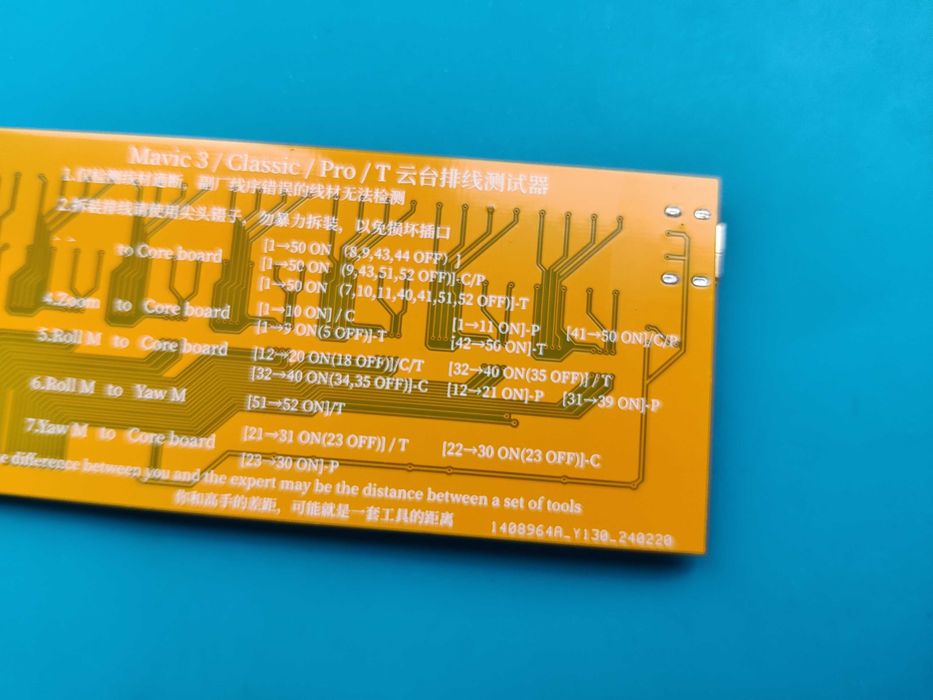 Mavic 3 / Classic / Pro / T 云台排线测试器
1.仅检测线材通断，副厂线序错误的线材无法检测
2.拆装排线请使用尖头镊子，勿暴力拆装，以免损坏插口
to Core board [1→50 ON （8,9,43,44 OFF）]
[1→50 ON （9,43,51,52 OFF)]-C/P
[1→50 ON （7,10,11,40,41,51,52 OFF)]-T
4.Zoom to Core board [1→10 ON] / C [1→11 ON]-P [41→50 ON]/C/P
[1→9 ON(5 OFF)]-T [42→50 ON]-T
5.Roll M to Core board [12→20 ON(18 OFF)]/C/T [32→40 ON(35 OFF)] / T
[32→40 ON(34,35 OFF)]-C [12→21 ON]-P [31→39 ON]-P
6.Roll M to Yaw M [51→52 ON]/T
7.Yaw M to Core board [21→31 ON(23 OFF)] / T [22→30 ON(23 OFF)]-C
[23→30 ON]-P
difference between you and the expert may be the distance between a set of tools
你和高手的差距，可能就是一套工具的距离
1408964A_Y130_240220